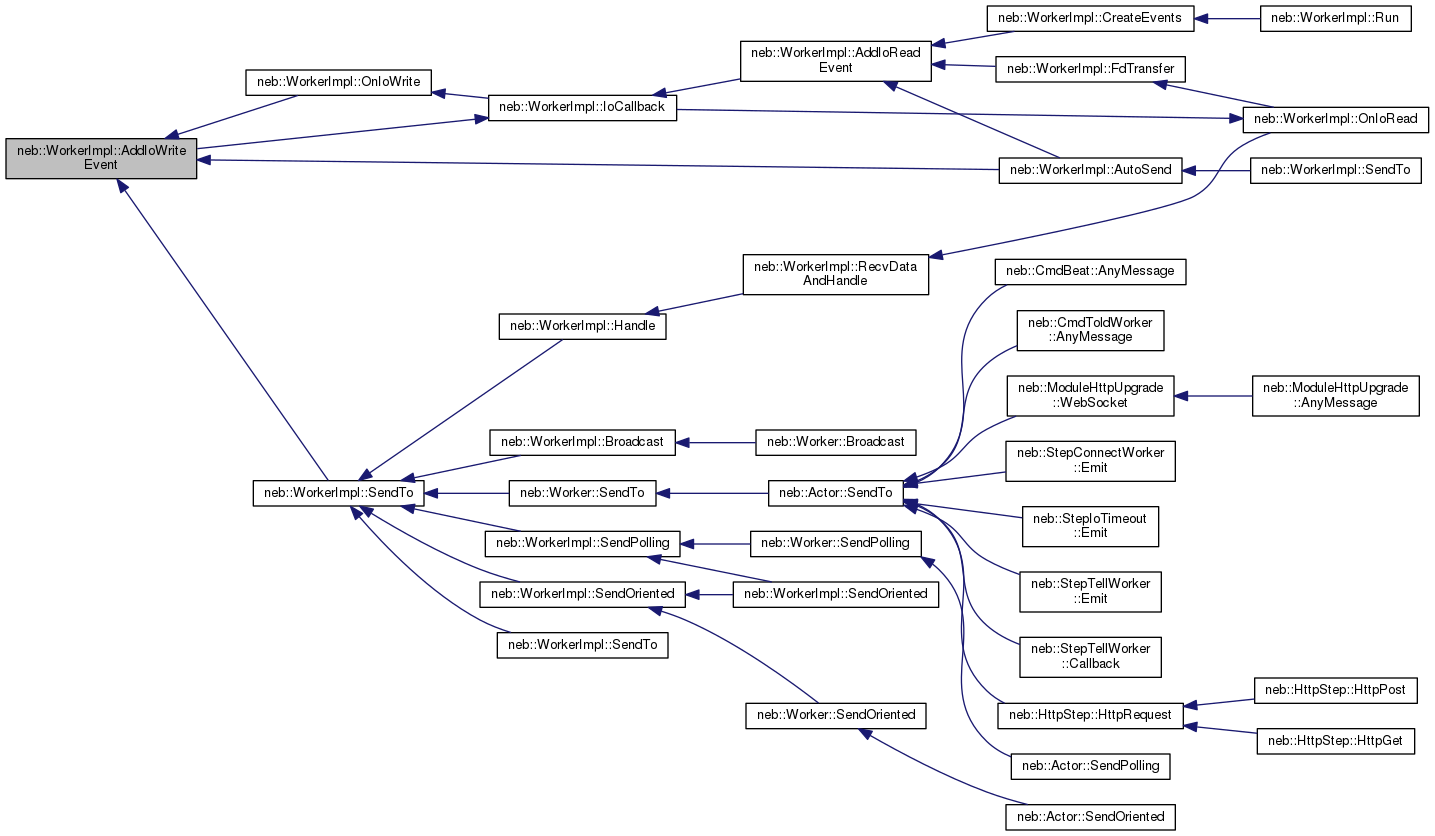 neb::WorkerImpl::AddIoWrite
Event
neb::WorkerImpl::OnIoWrite
neb::WorkerImpl::IoCallback
neb::WorkerImpl::AddIoRead
Event
neb::WorkerImpl::CreateEvents
neb::WorkerImpl::Run
neb::WorkerImpl::FdTransfer
neb::WorkerImpl::OnIoRead
neb::WorkerImpl::AutoSend
neb::WorkerImpl::SendTo
neb::WorkerImpl::SendTo
neb::WorkerImpl::Handle
neb::WorkerImpl::RecvData
AndHandle
neb::WorkerImpl::Broadcast
neb::Worker::Broadcast
neb::Worker::SendTo
neb::Actor::SendTo
neb::CmdBeat::AnyMessage
neb::CmdToldWorker
::AnyMessage
neb::ModuleHttpUpgrade
::WebSocket
neb::ModuleHttpUpgrade
::AnyMessage
neb::StepConnectWorker
::Emit
neb::StepIoTimeout
::Emit
neb::StepTellWorker
::Emit
neb::StepTellWorker
::Callback
neb::HttpStep::HttpRequest
neb::HttpStep::HttpPost
neb::HttpStep::HttpGet
neb::WorkerImpl::SendPolling
neb::Worker::SendPolling
neb::WorkerImpl::SendOriented
neb::WorkerImpl::SendOriented
neb::WorkerImpl::SendTo
neb::Worker::SendOriented
neb::Actor::SendPolling
neb::Actor::SendOriented